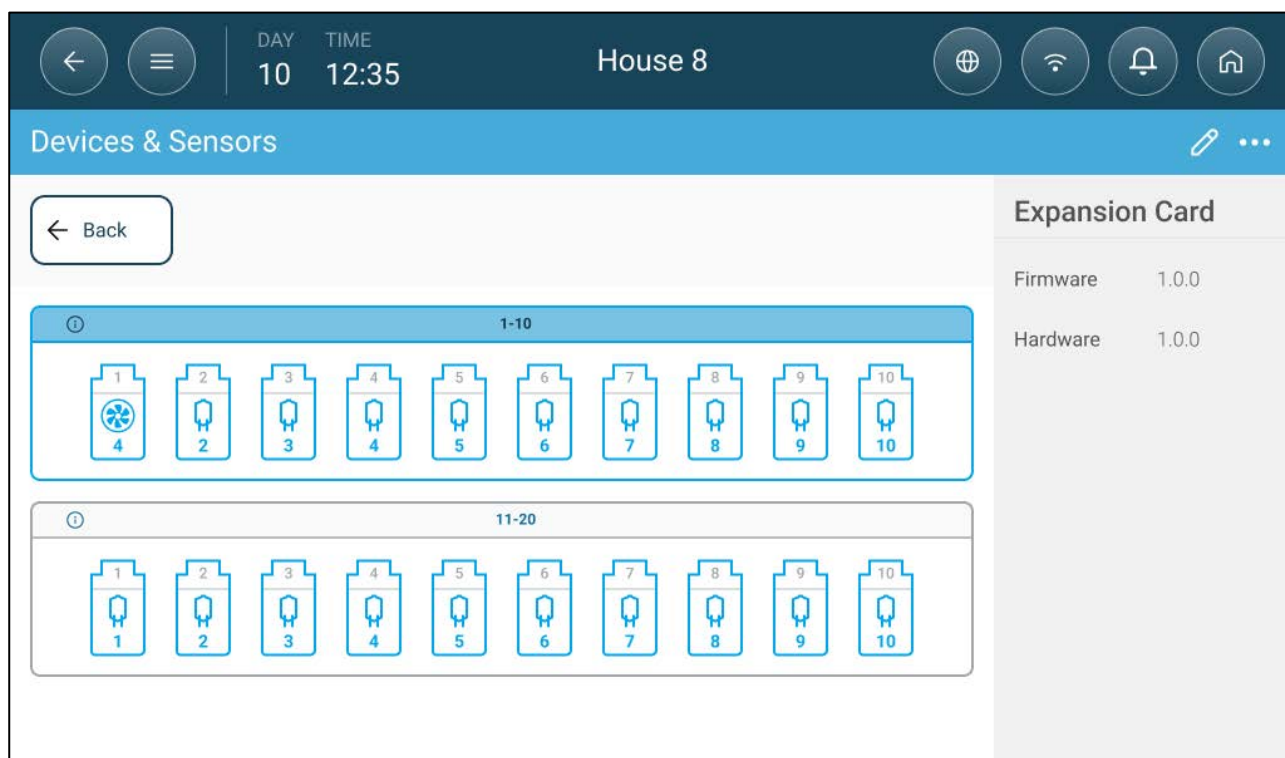 DAY TIME
10 12:35
House 8
Devices & Sensors
Back
Expansion Card
Firmware 1.0.0
Hardware 1.0.0
1-10
1 2 3 4 5 6 7 8 9 10
4 2 3 4 5 6 7 8 9 10
11-20
1 2 3 4 5 6 7 8 9 10
1 2 3 4 5 6 7 8 9 10